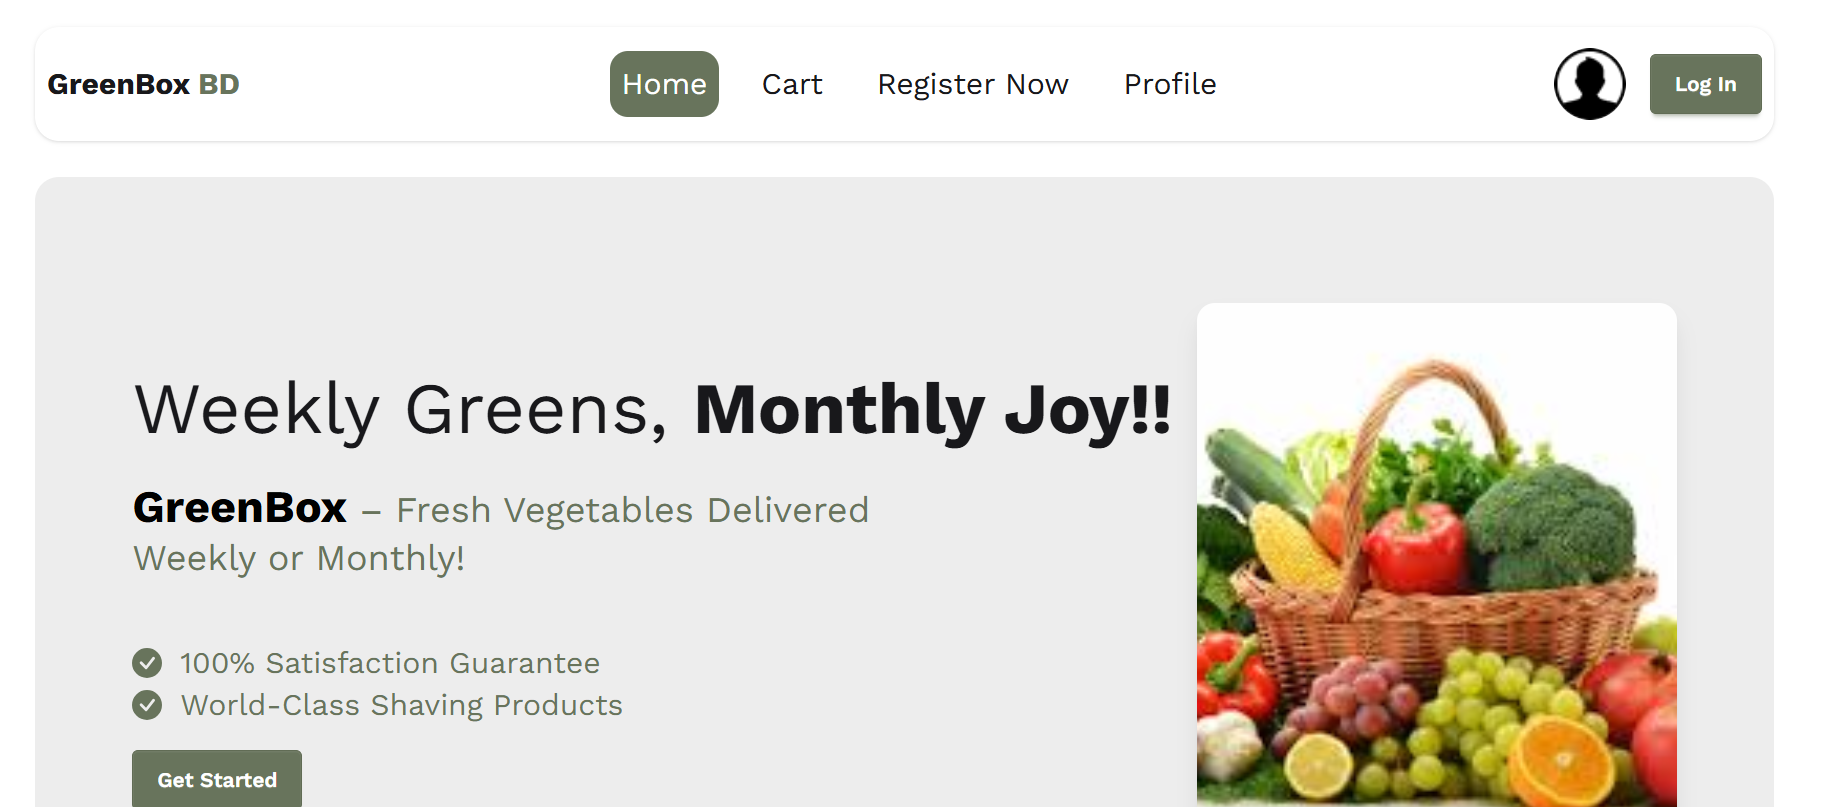 GreenBox BD
Home
Cart
Register Now
Profile
Log In
Weekly Greens, Monthly Joy!!
GreenBox – Fresh Vegetables Delivered
Weekly or Monthly!
100% Satisfaction Guarantee
World-Class Shaving Products
Get Started